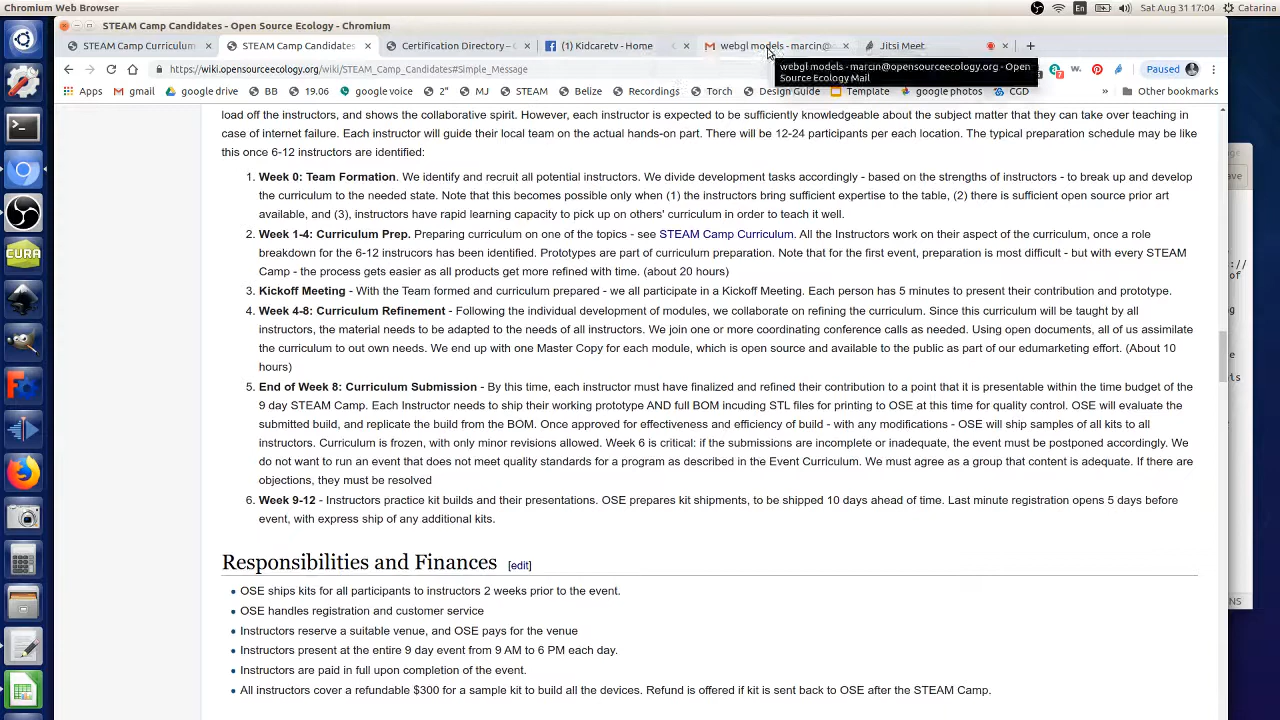 Chromium Web Browser
En
Sat Aug 31 17:04
Catarina
STEAM Camp Candidates - Open Source Ecology - Chromium
STEAM Camp Curriculum
STEAM Camp Candidates
Certification Directory –
(1) Kidcaretv - Home
webgl models - marcin@
Jitsi Meet
https://wiki.opensourceecology.org/wiki/STEAM_Camp_Candidates#Simple_Message
webgl models - marcin@opensourceecology.org - Open
Source Ecology Mail
Paused
Apps
gmail
google drive
BB
19.06
google voice
Z"
MJ
STEAM
Belize
Recordings
Torch
Design Guide
Template
google photos
CGD
»
Other bookmarks
load off the instructors, and shows the collaborative spirit. However, each instructor is expected to be sufficiently knowledgeable about the subject matter that they can take over teaching in
case of internet failure. Each instructor will guide their local team on the actual hands-on part. There will be 12-24 participants per each location. The typical preparation schedule may be like
this once 6-12 instructors are identified:
1. Week 0: Team Formation. We identify and recruit all potential instructors. We divide development tasks accordingly - based on the strengths of instructors - to break up and develop
the curriculum to the needed state. Note that this becomes possible only when (1) the instructors bring sufficient expertise to the table, (2) there is sufficient open source prior art
available, and (3), instructors have rapid learning capacity to pick up on others' curriculum in order to teach it well.
2. Week 1-4: Curriculum Prep. Preparing curriculum on one of the topics - see STEAM Camp Curriculum. All the Instructors work on their aspect of the curriculum, once a role
breakdown for the 6-12 instructors has been identified. Prototypes are part of curriculum preparation. Note that for the first event, preparation is most difficult - but with every STEAM
Camp - the process gets easier as all products get more refined with time. (about 20 hours)
3. Kickoff Meeting - With the Team formed and curriculum prepared - we all participate in a Kickoff Meeting. Each person has 5 minutes to present their contribution and prototype.
4. Week 4-8: Curriculum Refinement - Following the individual development of modules, we collaborate on refining the curriculum. Since this curriculum will be taught by all
instructors, the material needs to be adapted to the needs of all instructors. We join one or more coordinating conference calls as needed. Using open documents, all of us assimilate
the curriculum to out own needs. We end up with one Master Copy for each module, which is open source and available to the public as part of our edumarketing effort. (About 10
hours)
5. End of Week 8: Curriculum Submission - By this time, each instructor must have finalized and refined their contribution to a point that it is presentable within the time budget of the
9 day STEAM Camp. Each Instructor needs to ship their working prototype AND full BOM incuding STL files for printing to OSE at this time for quality control. OSE will evaluate the
submitted build, and replicate the build from the BOM. Once approved for effectiveness and efficiency of build - with any modifications - OSE will ship samples of all kits to all
instructors. Curriculum is frozen, with only minor revisions allowed. Week 6 is critical: if the submissions are incomplete or inadequate, the event must be postponed accordingly. We
do not want to run an event that does not meet quality standards for a program as described in the Event Curriculum. We must agree as a group that content is adequate. If there are
objections, they must be resolved
6. Week 9-12 - Instructors practice kit builds and their presentations. OSE prepares kit shipments, to be shipped 10 days ahead of time. Last minute registration opens 5 days before
event, with express ship of any additional kits.
Responsibilities and Finances [edit]
OSE ships kits for all participants to instructors 2 weeks prior to the event.
OSE handles registration and customer service
Instructors reserve a suitable venue, and OSE pays for the venue
Instructors present at the entire 9 day event from 9 AM to 6 PM each day.
Instructors are paid in full upon completion of the event.
CURA